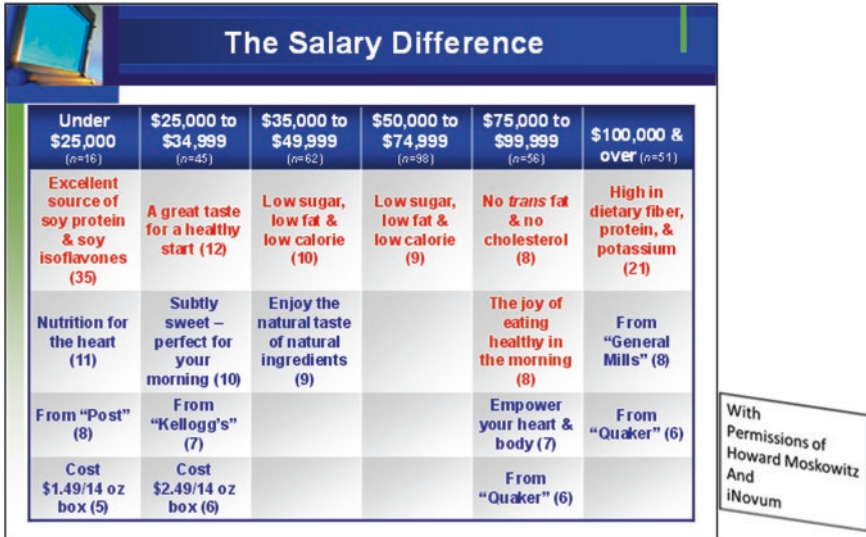 The Salary Difference
Under
$25,000
(n=16)
$25,000 to
$34,999
(n=45)
$35,000 to
$49,999
(n=62)
$50,000 to
$74,999
(n=98)
$75,000 to
$99,999
(n=56)
$100,000 &
over (n=51)
Excellent
source of
soy protein
& soy
isoflavones
(35)
A great taste
for a healthy
start (12)
Low sugar,
low fat &
low calorie
(10)
Low sugar,
low fat &
low calorie
(9)
No trans fat
& no
cholesterol
(8)
High in
dietary fiber,
protein, &
potassium
(21)
Nutrition for
the heart
(11)
Subtly
sweet –
perfect for
your
morning (10)
Enjoy the
natural taste
of natural
ingredients
(9)
The joy of
eating
healthy in
the morning
(8)
From
“General
Mills” (8)
From “Post”
(8)
From
“Kellogg’s”
(7)
Empower
your heart &
body (7)
From
“Quaker” (6)
Cost
$1.49/14 oz
box (5)
Cost
$2.49/14 oz
box (6)
From
“Quaker” (6)
With
Permissions of
Howard Moskowitz
And
iNovum